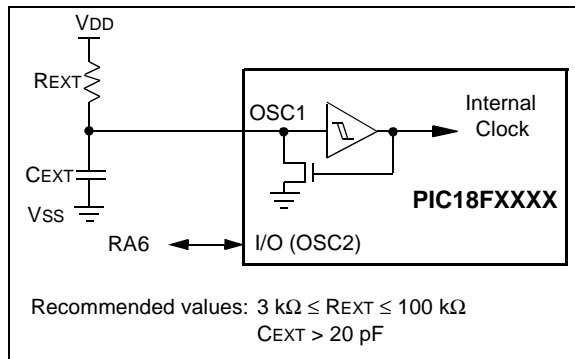 VDD
REXT
OSC1
Internal
Clock
CEXT
PIC18FXXXX
VSS
RA6
I/O (OSC2)
Recommended values: 3 kΩ ≤ REXT ≤ 100 kΩ
CEXT > 20 pF